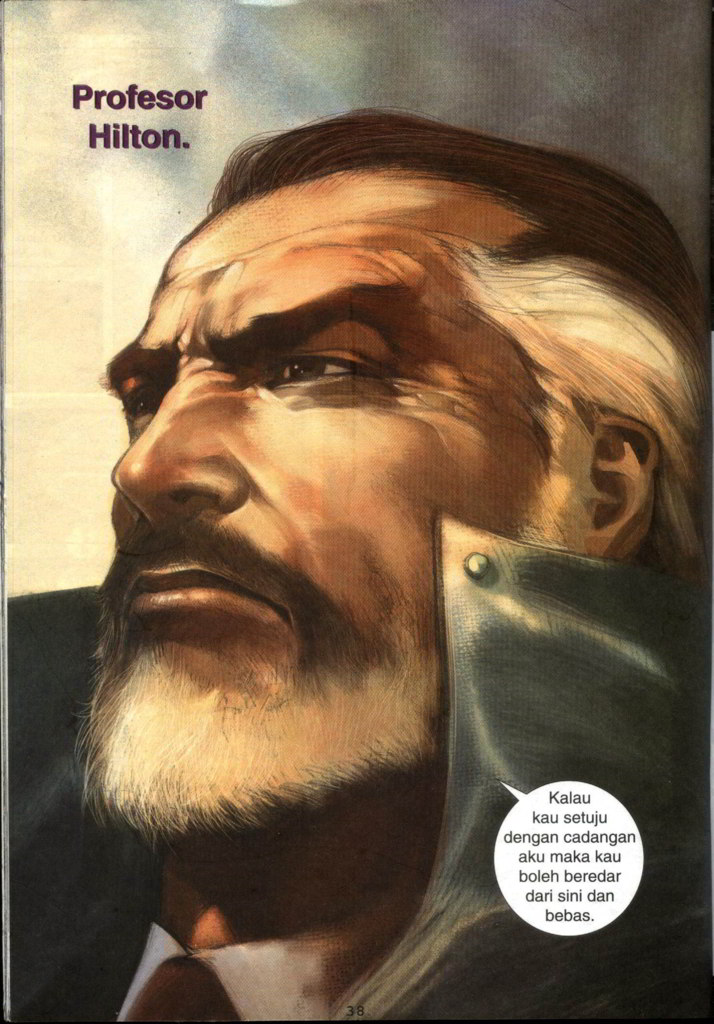 Profesor
Hilton.
Kalau
kau setuju
dengan cadangan
aku maka kau
boleh beredar
dari sini dan
bebas.
38